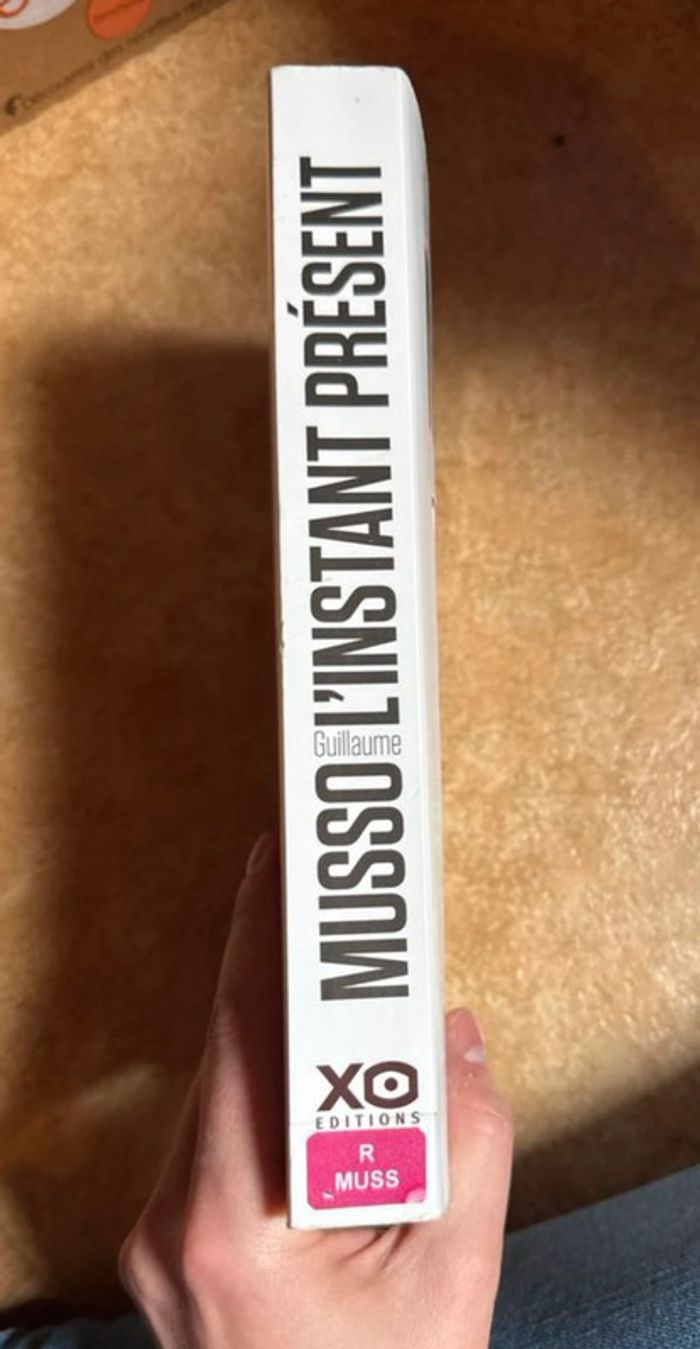 MUSSO L'INSTANT PRÉSENT
Guillaume
XO
EDITIONS
R
MUSS